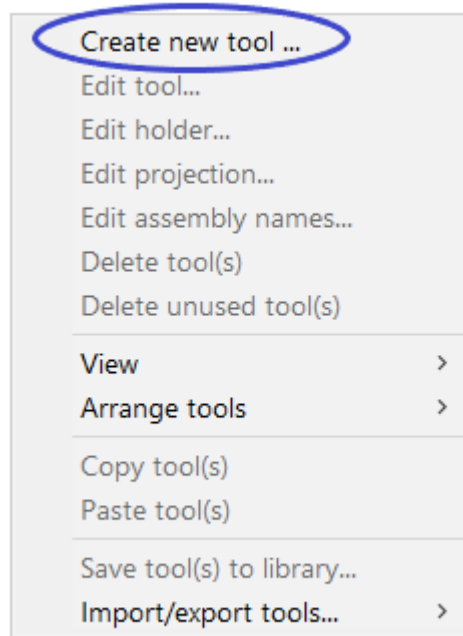 Create new tool ...
Edit tool...
Edit holder...
Edit projection...
Edit assembly names...
Delete tool(s)
Delete unused tool(s)
View
Arrange tools
Copy tool(s)
Paste tool(s)
Save tool(s) to library...
Import/export tools...